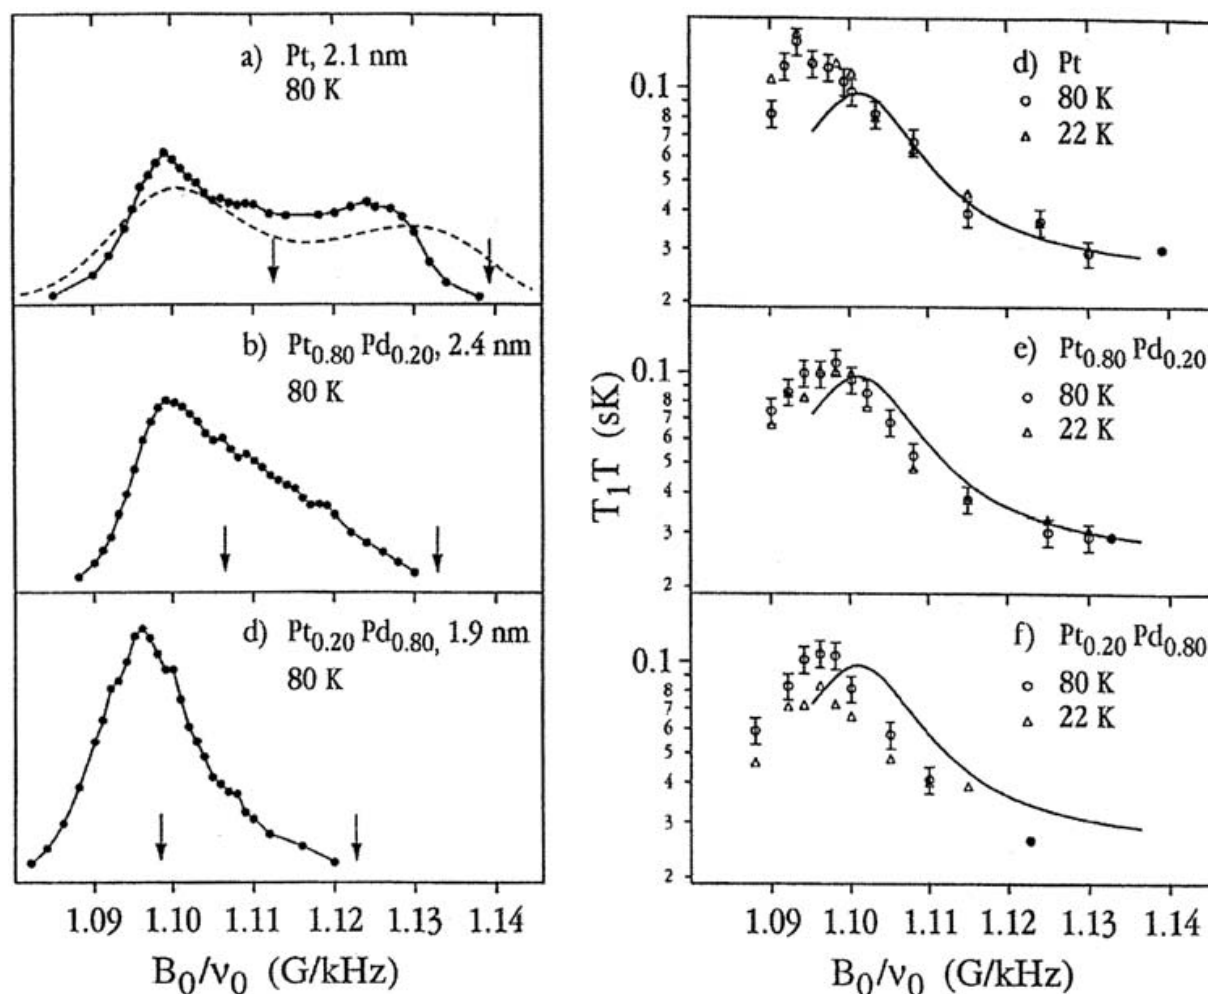 a) Pt, 2.1 nm
80 K
b) Pt0.80 Pd0.20, 2.4 nm
80 K
d) Pt0.20 Pd0.80, 1.9 nm
80 K
1.09 1.10 1.11 1.12 1.13 1.14
B0/ν0 (G/kHz)
T1T (sK)
d) Pt
80 K
22 K
0.1
8
7
6
5
4
3
2
e) Pt0.80 Pd0.20
80 K
22 K
0.1
8
7
6
5
4
3
2
f) Pt0.20 Pd0.80
80 K
22 K
0.1
8
7
6
5
4
3
2
1.09 1.10 1.11 1.12 1.13 1.14
B0/ν0 (G/kHz)